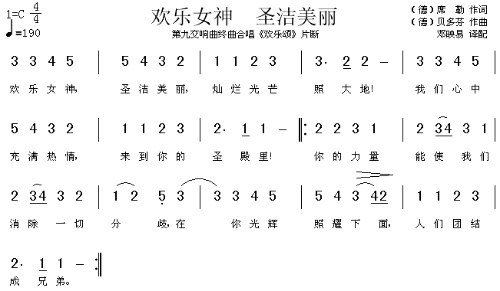 欢乐女神 圣洁美丽
1=C 4/4
♩=190
(德)席 勒 作词
(德)贝多芬 作曲
邓映易 译配
第九交响曲终曲合唱《欢乐颂》片断
3 3 4 5 | 5 4 3 2 | 1 1 2 3 | 3· 2 2 | 3 3 4 5 |
欢乐女神, 圣洁美丽, 灿烂光芒 照大地! 我们心中
5 4 3 2 | 1 1 2 3 | 2· 1 1 - :‖: 2 2 3 1 | 2 34 3 1 |
充满热情, 来到你的 圣殿里! 你的力量 能使我们
2 34 3 2 | 1 2 5 3 | 3 3 4 5 | 5 4 342 | 1 1 2 3 |
消除一切 分歧,在 你光辉 照耀下面, 人们团结
2· 1 1 - :‖
成兄弟。